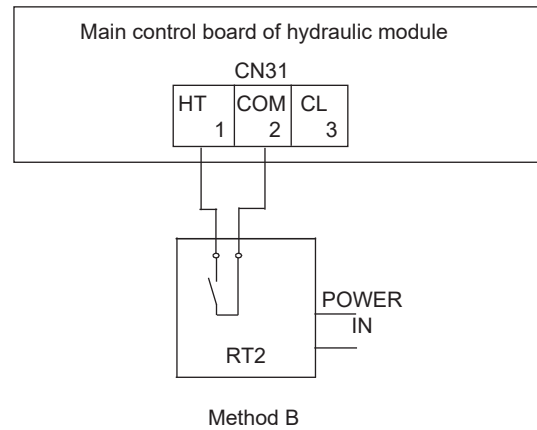 Main control board of hydraulic module
CN31
HT COM CL
1 2 3
POWER
IN
RT2
Method B